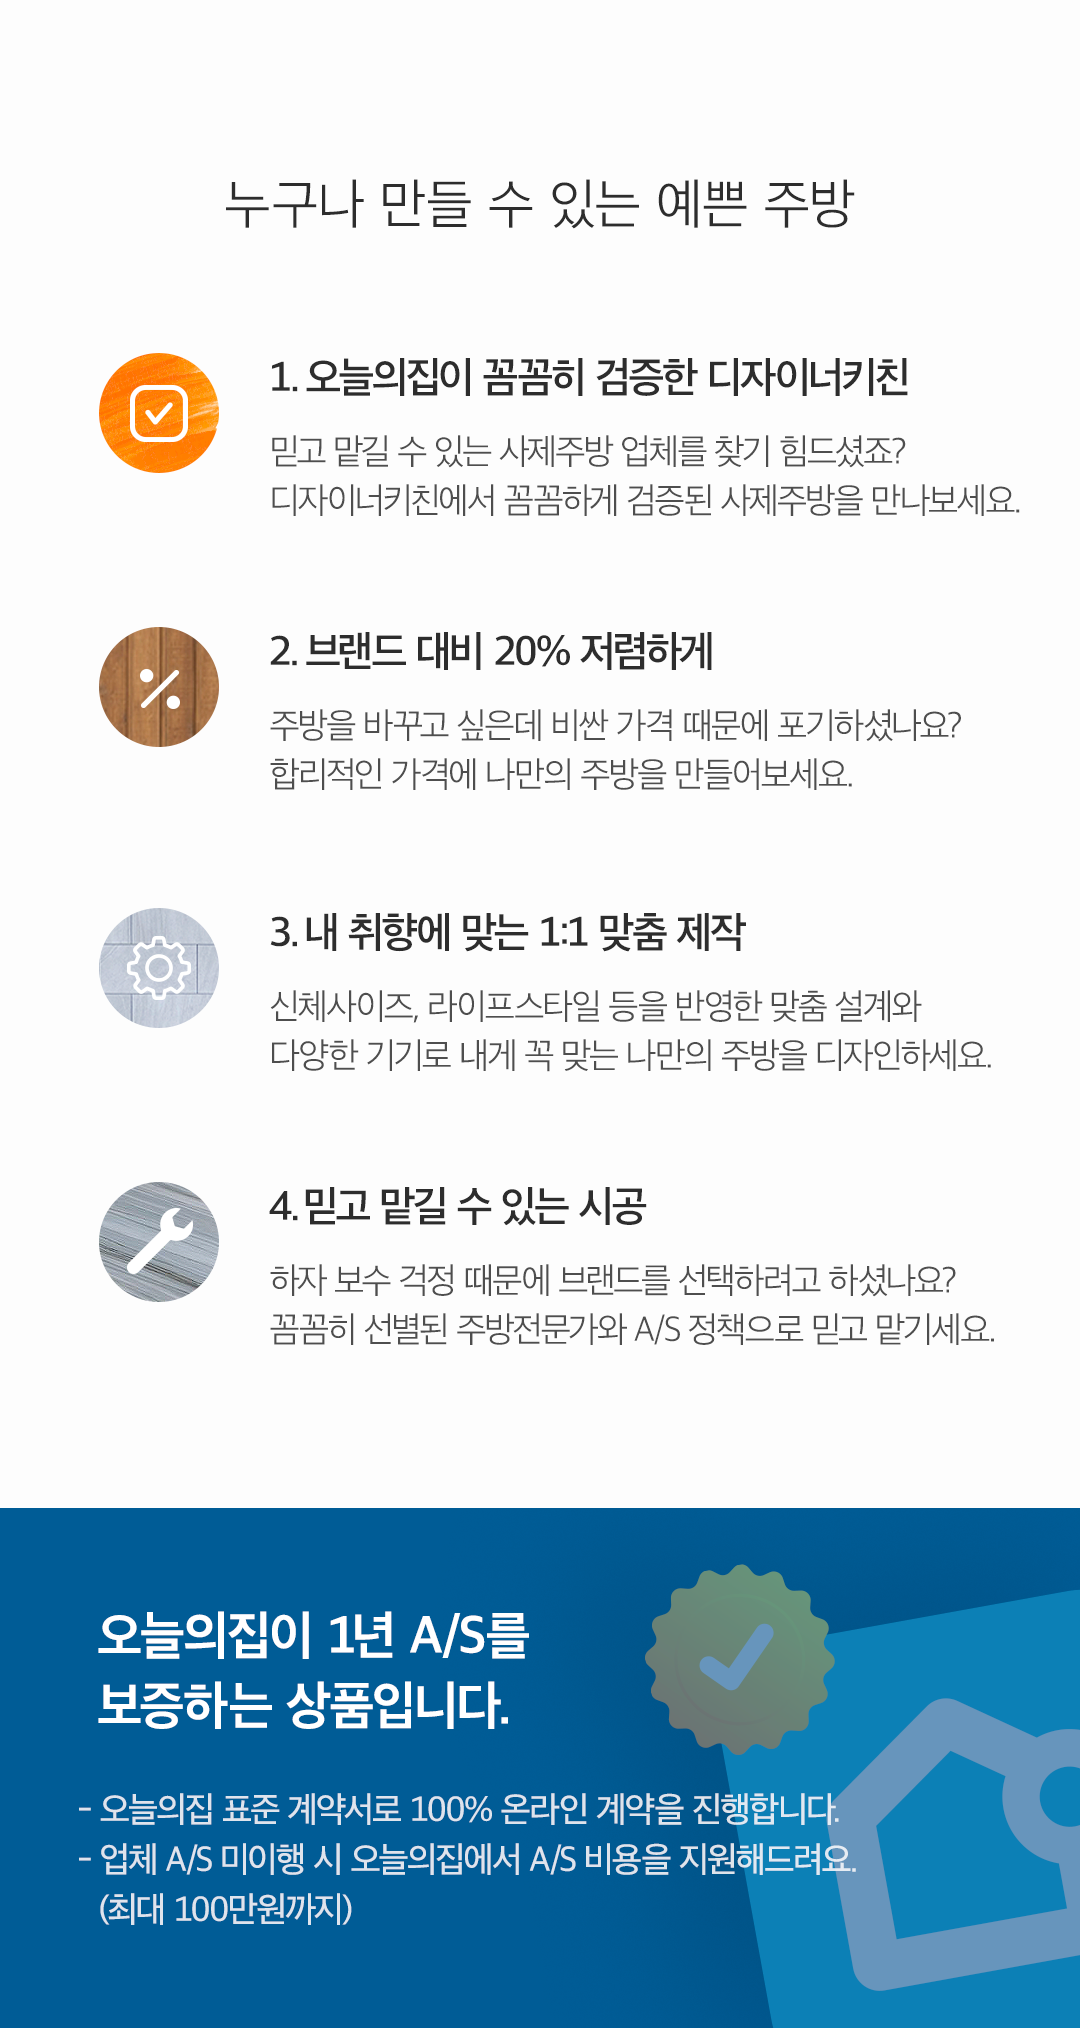 누구나 만들 수 있는 예쁜 주방
1. 오늘의집이 꼼꼼히 검증한 디자이너키친
믿고 맡길 수 있는 사제주방 업체를 찾기 힘드셨죠?
디자이너키친에서 꼼꼼하게 검증된 사제주방을 만나보세요.
2. 브랜드 대비 20% 저렴하게
주방을 바꾸고 싶은데 비싼 가격 때문에 포기하셨나요?
합리적인 가격에 나만의 주방을 만들어보세요.
3. 내 취향에 맞는 1:1 맞춤 제작
신체사이즈, 라이프스타일 등을 반영한 맞춤 설계와
다양한 기기로 내게 꼭 맞는 나만의 주방을 디자인하세요.
4. 믿고 맡길 수 있는 시공
하자 보수 걱정 때문에 브랜드를 선택하려고 하셨나요?
꼼꼼히 선별된 주방전문가와 A/S 정책으로 믿고 맡기세요.
오늘의집이 1년 A/S를
보증하는 상품입니다.
- 오늘의집 표준 계약서로 100% 온라인 계약을 진행합니다.
- 업체 A/S 미이행 시 오늘의집에서 A/S 비용을 지원해드려요.
(최대 100만원까지)